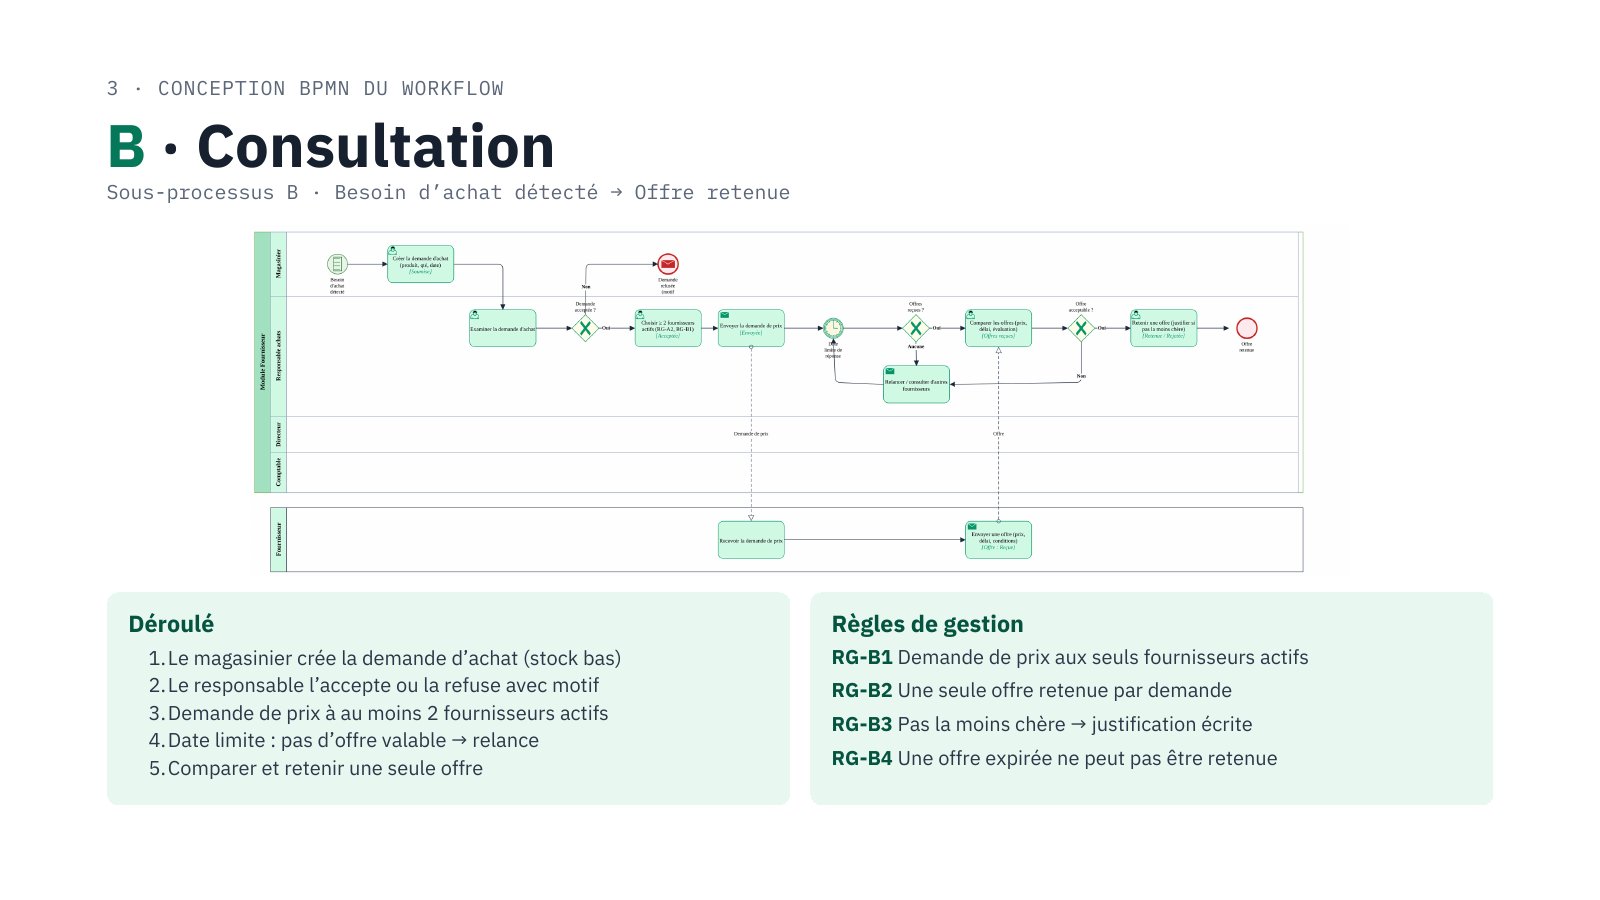 3 · CONCEPTION BPMN DU WORKFLOW
B · Consultation
Sous-processus B · Besoin d’achat détecté → Offre retenue
Module Fournisseur
Magasinier
Besoin
d'achat
détecté
Créer la demande d'achat
(produit, qté, date)
[Soumise]
Non
Demande
refusée
(motif
Responsable achats
Examiner la demande d'achat
Demande
acceptée ?
Oui
Choisir ≥ 2 fournisseurs
actifs (RG-A2, RG-B1)
[Acceptée]
Envoyer la demande de prix
[Envoyée]
Date
limite de
réponse
Offres
reçues ?
Oui
Aucune
Relancer / consulter d'autres
fournisseurs
Comparer les offres (prix,
délai, évaluation)
[Offres reçues]
Offre
acceptable ?
Oui
Non
Retenir une offre (justifier si
pas la moins chère)
[Retenue / Rejetée]
Offre
retenue
Directeur
Demande de prix
Offre
Comptable
Fournisseur
Recevoir la demande de prix
Envoyer une offre (prix,
délai, conditions)
[Offre : Reçue]
Déroulé
1. Le magasinier crée la demande d’achat (stock bas)
2. Le responsable l’accepte ou la refuse avec motif
3. Demande de prix à au moins 2 fournisseurs actifs
4. Date limite : pas d’offre valable → relance
5. Comparer et retenir une seule offre
Règles de gestion
RG-B1 Demande de prix aux seuls fournisseurs actifs
RG-B2 Une seule offre retenue par demande
RG-B3 Pas la moins chère → justification écrite
RG-B4 Une offre expirée ne peut pas être retenue